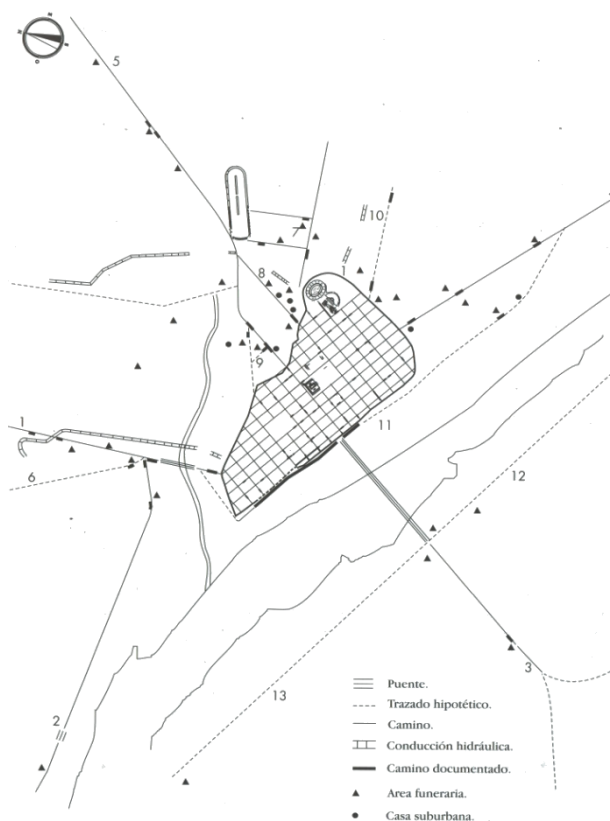 5
7
10
8
1
9
1
11
6
12
3
13
2
Puente.
Trazado hipotético.
Camino.
Conducción hidráulica.
Camino documentado.
Area funeraria.
Casa suburbana.